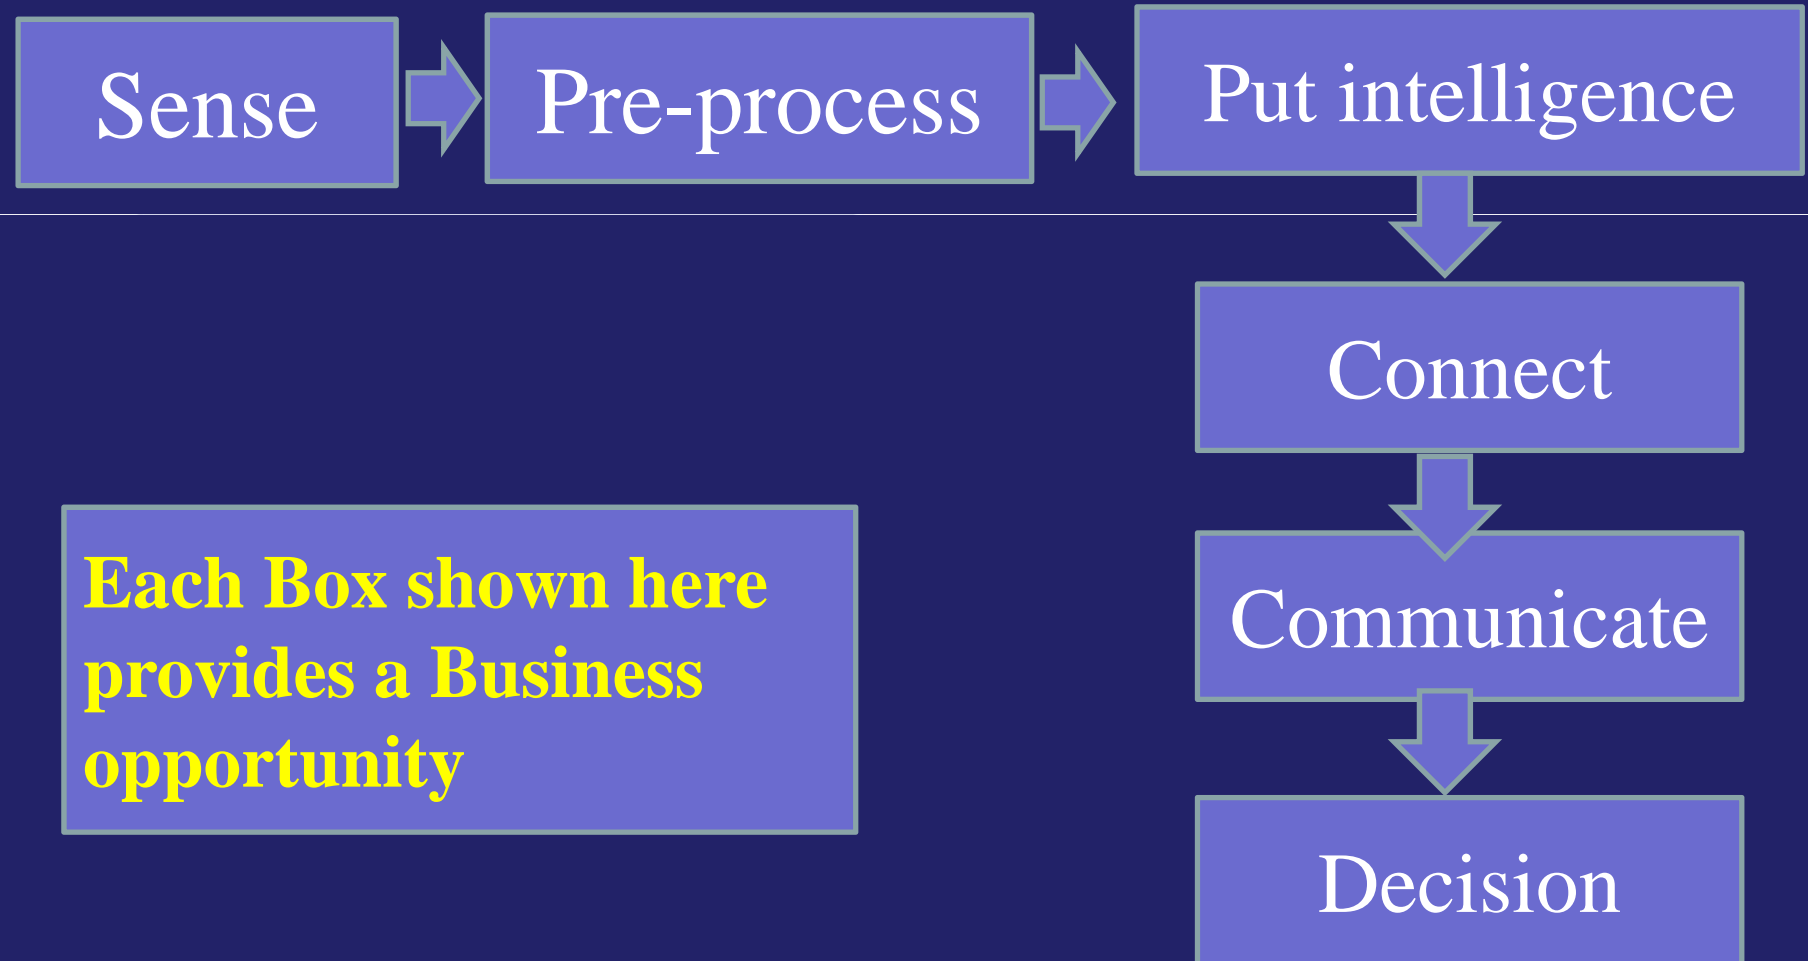 Sense
Pre-process
Put intelligence
Connect
Communicate
Decision
Each Box shown here
provides a Business
opportunity